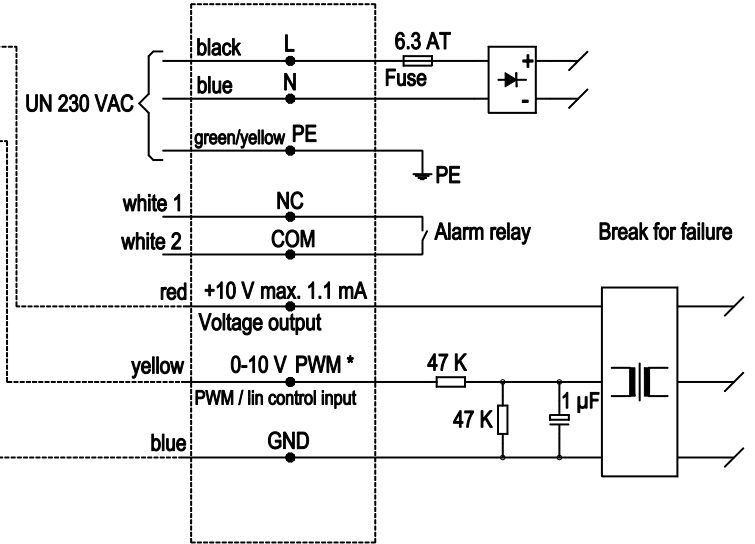 black L 6.3 AT
+
UN 230 VAC blue N Fuse
-
green/yellow PE
PE
white 1 NC
Alarm relay Break for failure
white 2 COM
red +10 V max. 1.1 mA
Voltage output
yellow 0-10 V PWM * 47 K
PWM / lin control input
47 K 1 µF
blue GND